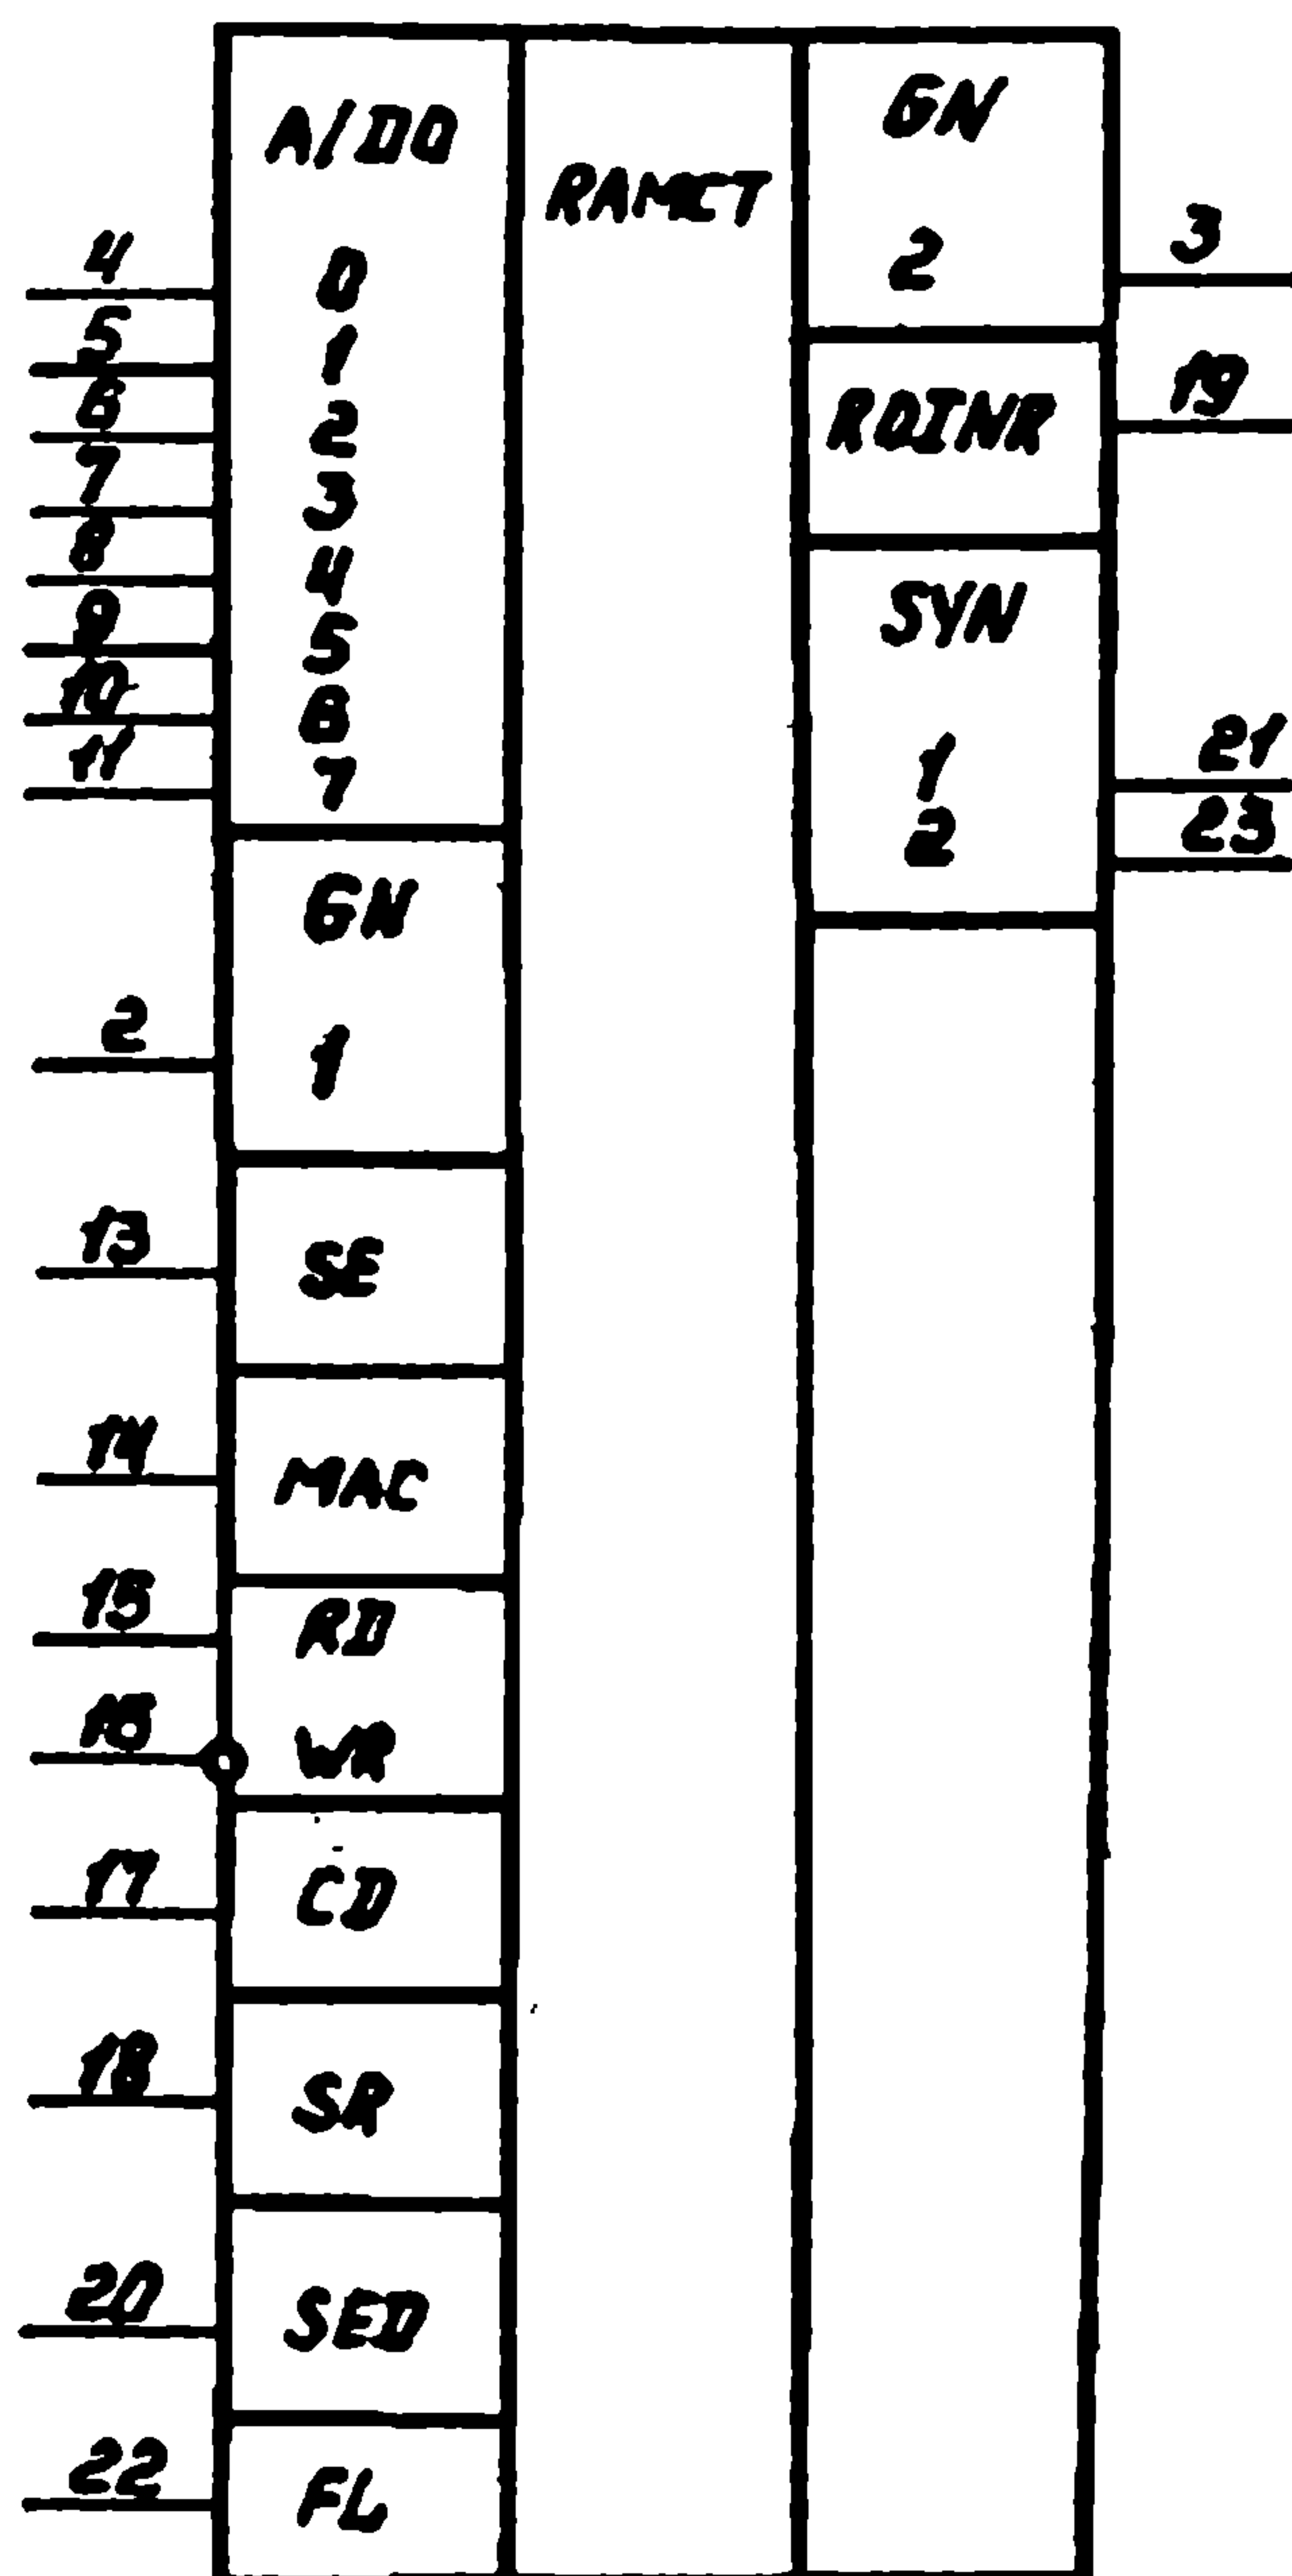 A/DQ
4 0
5 1
6 2
7 3
8 4
9 5
10 6
11 7
GN
2 1
13 SE
14 MAC
15 RD
16 WR
17 CD
18 SR
20 SED
22 FL
RAMCT
GN
2 3
RQINR 19
SYN
1 21
2 23